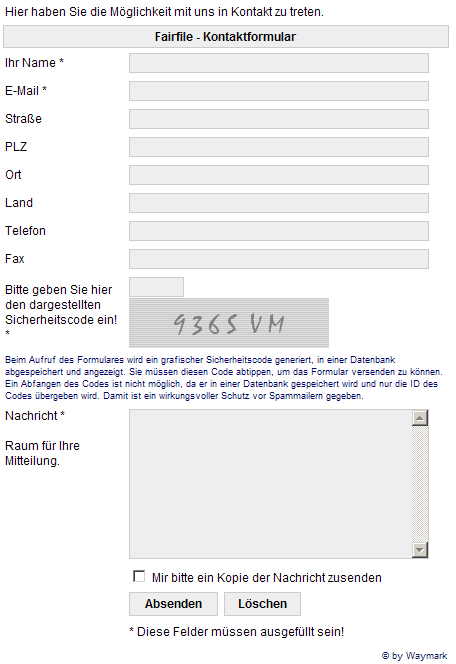 Hier haben Sie die Möglichkeit mit uns in Kontakt zu treten.
Fairfile - Kontaktformular
Ihr Name *
E-Mail *
Straße
PLZ
Ort
Land
Telefon
Fax
Bitte geben Sie hier
den dargestellten
Sicherheitscode ein!
*
9365 VM
Beim Aufruf des Formulares wird ein grafischer Sicherheitscode generiert, in einer Datenbank
abgespeichert und angezeigt. Sie müssen diesen Code abtippen, um das Formular versenden zu können.
Ein Abfangen des Codes ist nicht möglich, da er in einer Datenbank gespeichert wird und nur die ID des
Codes übergeben wird. Damit ist ein wirkungsvoller Schutz vor Spammailern gegeben.
Nachricht *
Raum für Ihre
Mitteilung.
Mir bitte ein Kopie der Nachricht zusenden
Absenden Löschen
* Diese Felder müssen ausgefüllt sein!
© by Waymark